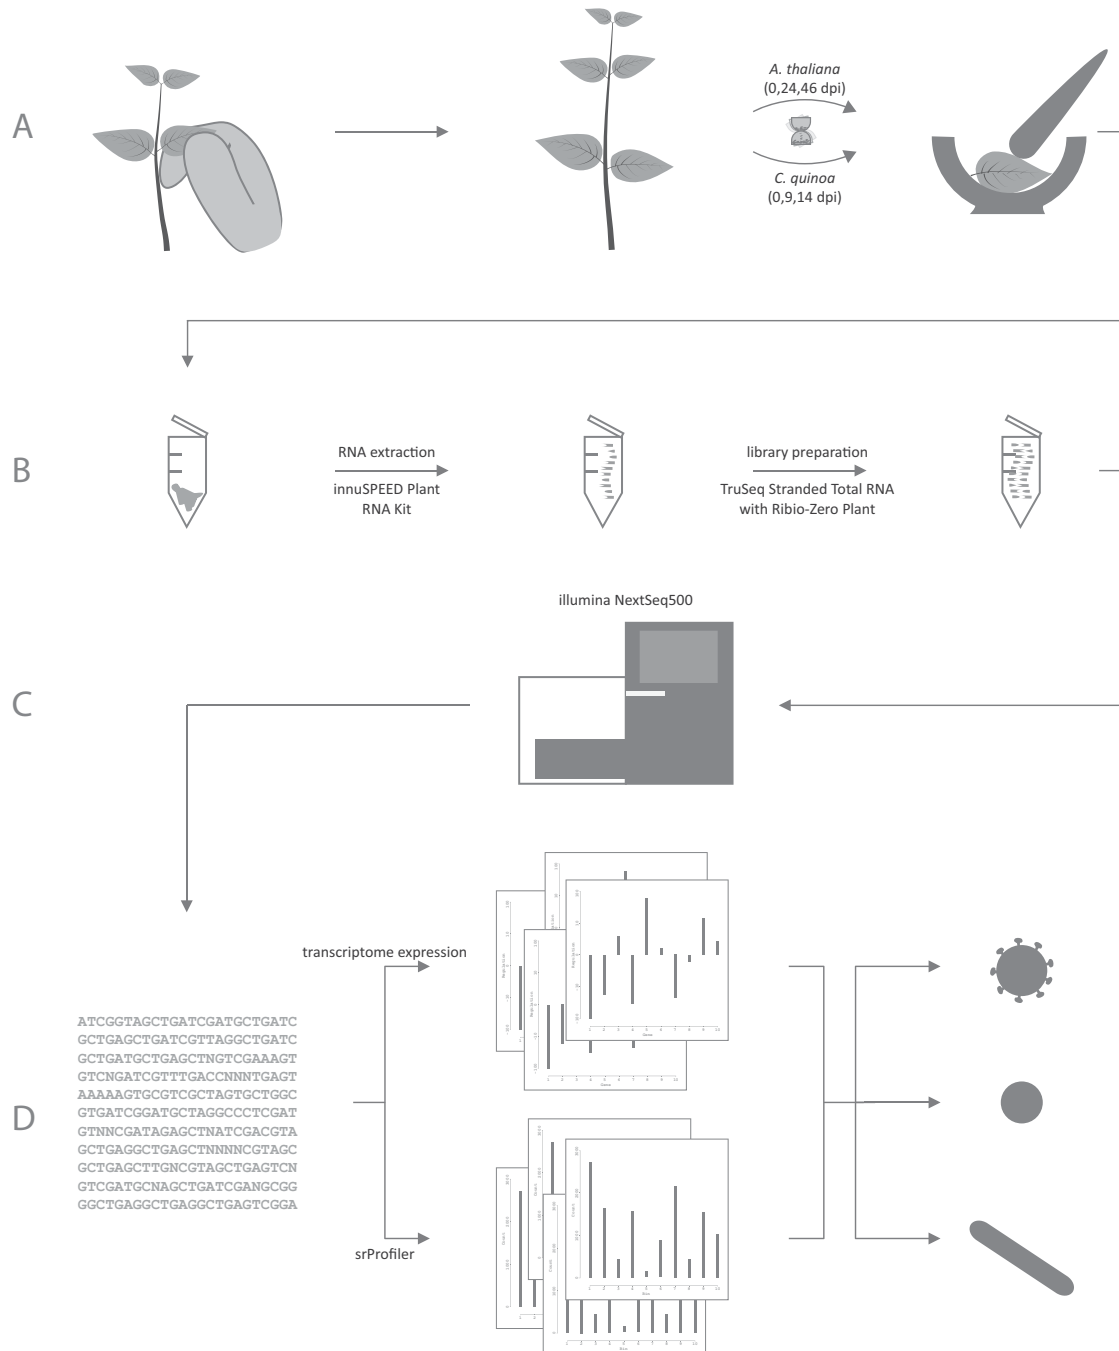 A
A. thaliana
(0,24,46 dpi)
C. quinoa
(0,9,14 dpi)
B
RNA extraction
innuSPEED Plant
RNA Kit
library preparation
TruSeq Stranded Total RNA
with Ribio-Zero Plant
illumina NextSeq500
C
transcriptome expression
D
ATCGGTAGCTGATCGATGCTGATC
GCTGAGCTGATCGTTAGGCTGATC
GCTGATGCTGAGCTNGTCGAAAGT
GTCNGATCGTTTGACCNNNTGAGT
AAAAAGTGCGTCGCTAGTGCTGGC
GTGATCGGATGCTAGGCCCTCGAT
GTNNCGATAGAGCTNATCGACGTA
GCTGAGGCTGAGCTNNNNCGTAGC
GCTGAGCTTGNCGTAGCTGAGTCN
GTCGATGCNAGCTGATCGANGCGG
GGCTGAGGCTGAGGCTGAGTCGGA
srProfiler